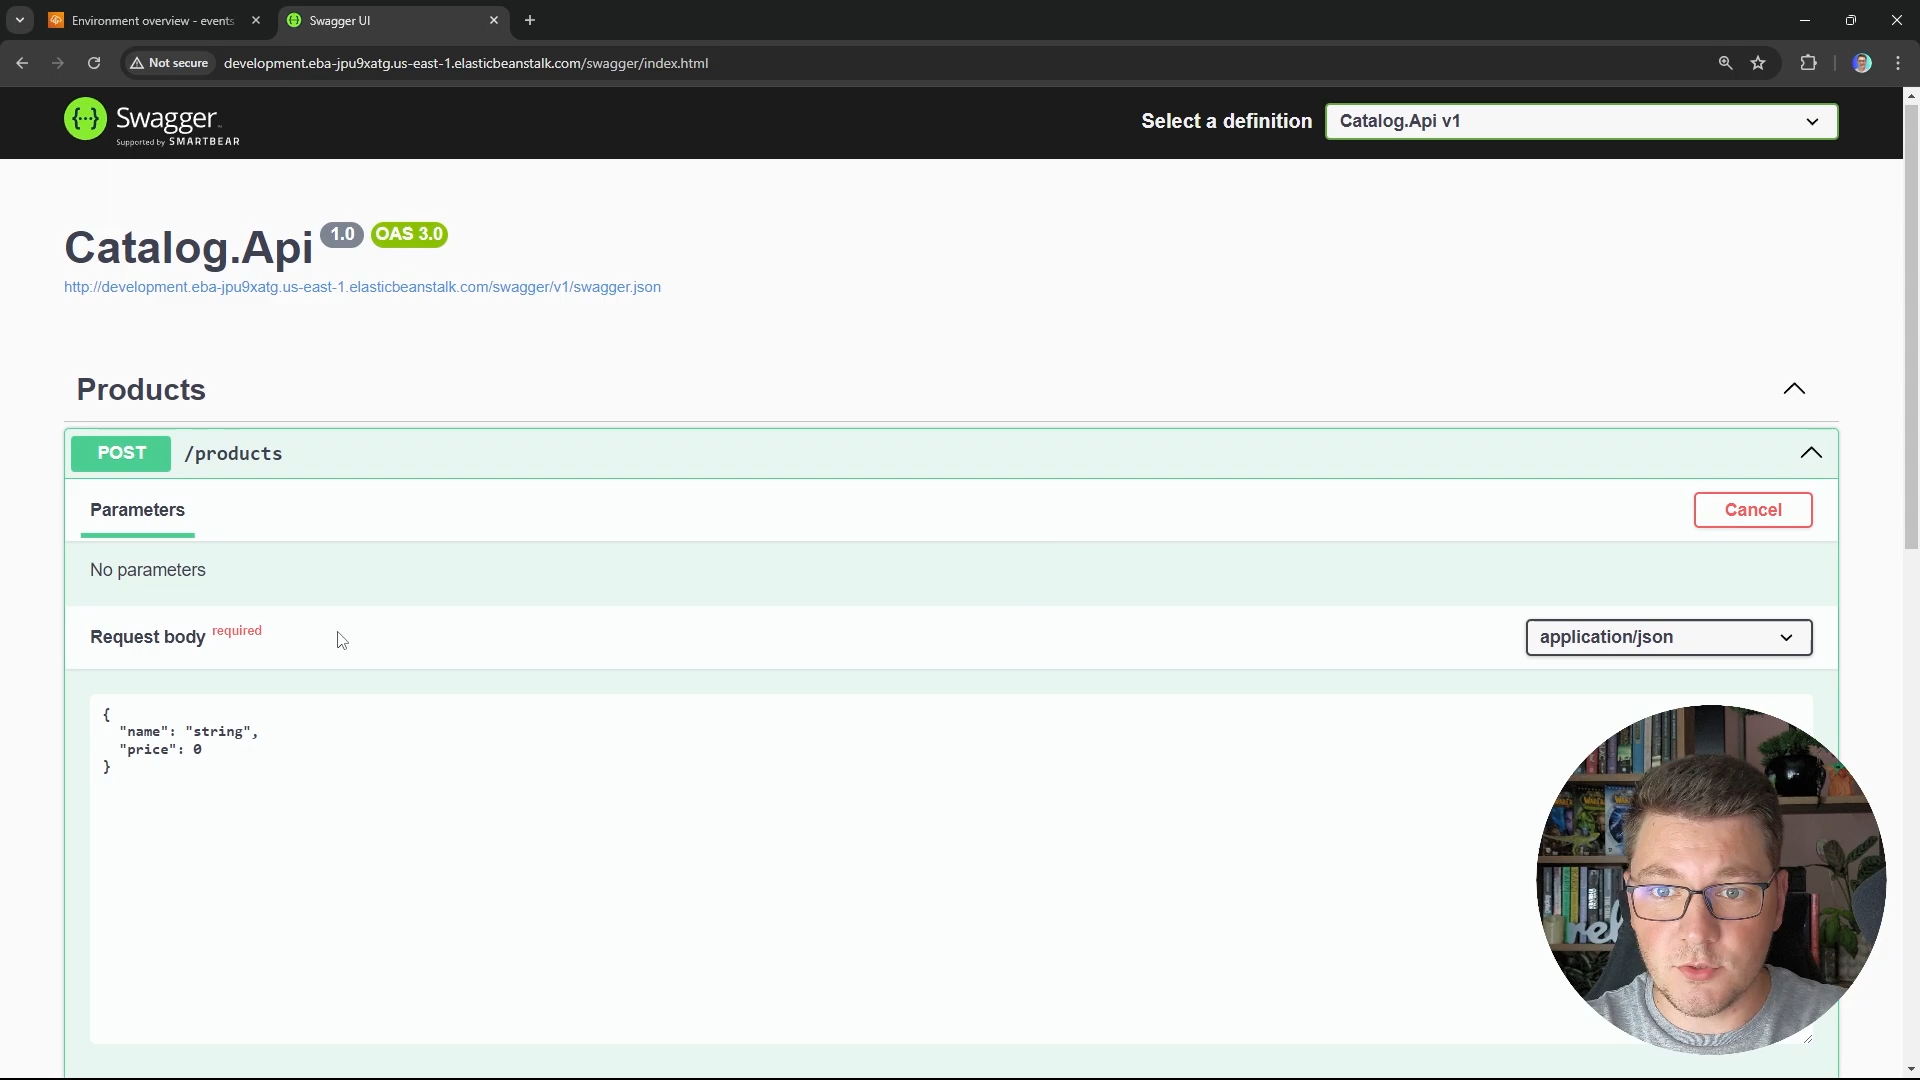 Environment overview - events
Swagger UI
Not secure
development.eba-jpu9xatg.us-east-1.elasticbeanstalk.com/swagger/index.html
Swagger
Supported by SMARTBEAR
Select a definition
Catalog.Api v1
Catalog.Api 1.0 OAS 3.0
http://development.eba-jpu9xatg.us-east-1.elasticbeanstalk.com/swagger/v1/swagger.json
Products
POST /products
Parameters
Cancel
No parameters
Request body required
application/json
{
"name": "string",
"price": 0
}